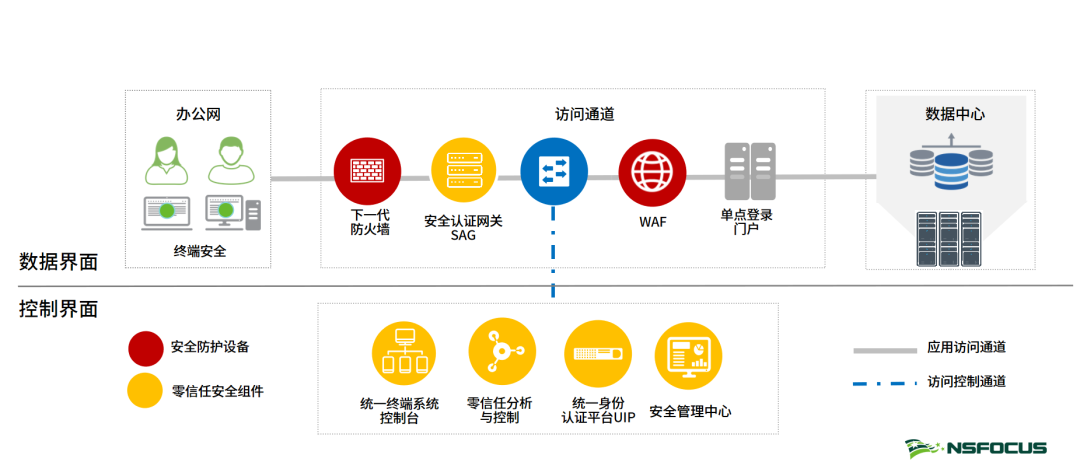 办公网
访问通道
数据中心
终端安全
下一代
防火墙
安全认证网关
SAG
WAF
单点登录
门户
数据界面
控制界面
安全防护设备
零信任安全组件
统一终端系统
控制台
零信任分析
与控制
统一身份
认证平台UIP
安全管理中心
应用访问通道
访问控制通道
NSFOCUS